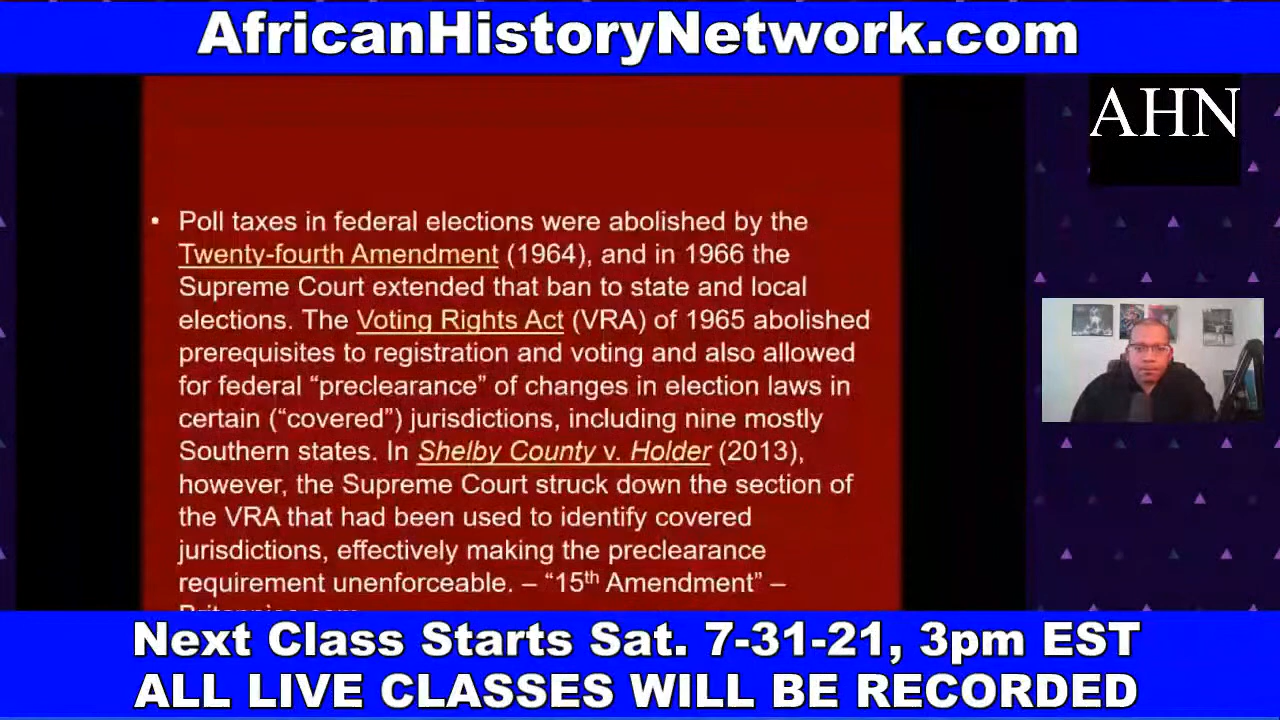 AfricanHistoryNetwork.com
AHN
• Poll taxes in federal elections were abolished by the
Twenty-fourth Amendment (1964), and in 1966 the
Supreme Court extended that ban to state and local
elections. The Voting Rights Act (VRA) of 1965 abolished
prerequisites to registration and voting and also allowed
for federal “preclearance” of changes in election laws in
certain (“covered”) jurisdictions, including nine mostly
Southern states. In Shelby County v. Holder (2013),
however, the Supreme Court struck down the section of
the VRA that had been used to identify covered
jurisdictions, effectively making the preclearance
requirement unenforceable. – “15th Amendment” –
Next Class Starts Sat. 7-31-21, 3pm EST
ALL LIVE CLASSES WILL BE RECORDED